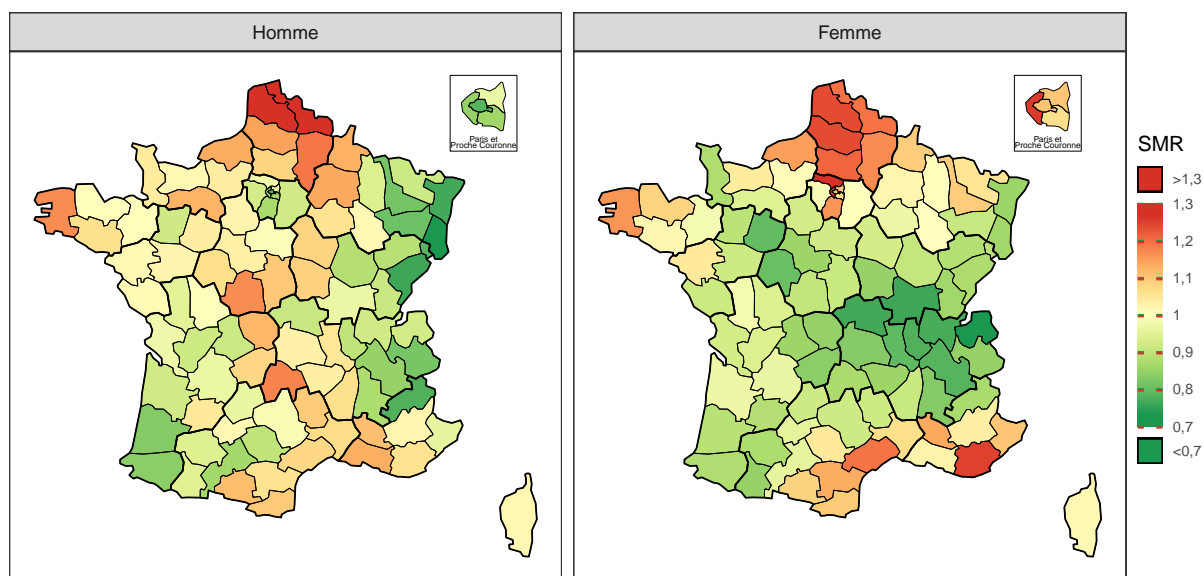 Homme
Femme
Paris et
Proche Couronne
Paris et
Proche Couronne
SMR
>1,3
1.3
1,2
1,1
1
0,9
0,8
0,7
<0,7